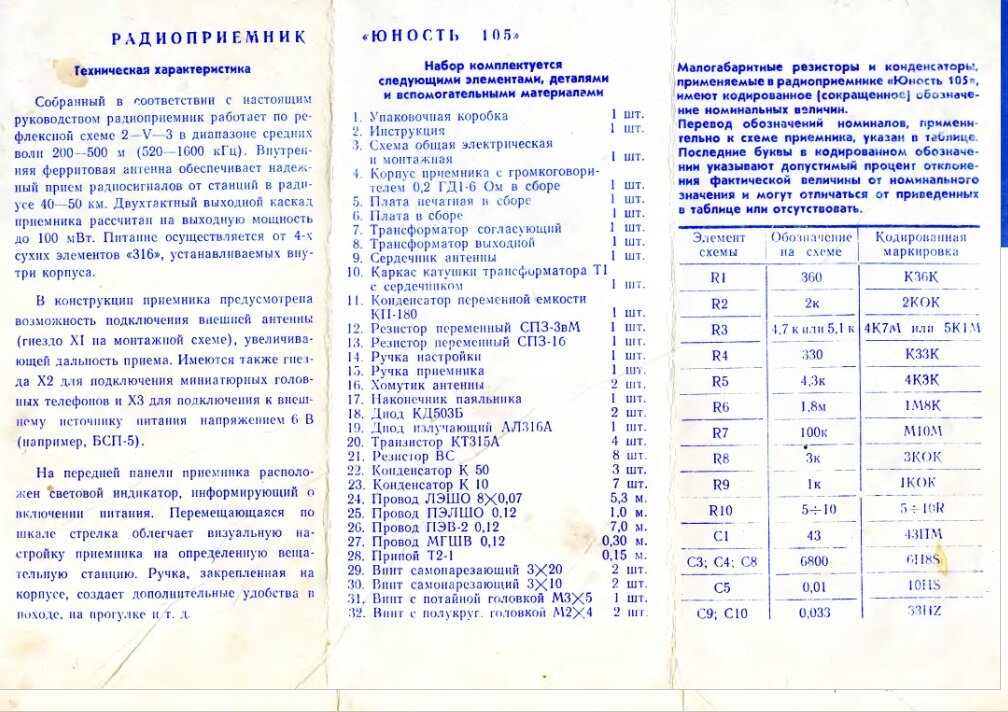 РАДИОПРИЕМНИК «ЮНОСТЬ 105»
Техническая характеристика
Собранный в соответствии с настоящим
руководством радиоприемник работает по ре-
флексной схеме 2—V—3 в диапазоне средних
волн 200—500 м (520—1600 кГц). Внутрен-
няя ферритовая антенна обеспечивает надеж-
ный прием радиосигналов от станций в ради-
усе 40—50 км. Двухтактный выходной каскад
приемника рассчитан на выходную мощность
до 100 мВт. Питание осуществляется от 4-х
сухих элементов «316», устанавливаемых вну-
три корпуса.
В конструкции приемника предусмотрена
возможность подключения внешней антенны
(гнездо XI на монтажной схеме), увеличива-
ющей дальность приема. Имеются также гнез-
да X2 для подключения миниатюрных голов-
ных телефонов и X3 для подключения к внеш-
нему источнику питания напряжением 6 В
(например, БСП-5).
На передней панели приемника располо-
жен световой индикатор, информирующий о
включении питания. Перемещающаяся по
шкале стрелка облегчает визуальную на-
стройку приемника на определенную веща-
тельную станцию. Ручка, закрепленная на
корпусе, создает дополнительные удобства в
походе, на прогулке и т. д.
Набор комплектуется
следующими элементами, деталями
и вспомогательными материалами
1. Упаковочная коробка 1 шт.
2. Инструкция 1 шт.
3. Схема общая электрическая
и монтажная 1 шт.
4. Корпус приемника с громкоговори-
телем 0,2 ГД1-6 Ом в сборе 1 шт.
5. Плата печатная в сборе 1 шт.
6. Плата в сборе 1 шт.
7. Трансформатор согласующий 1 шт.
8. Трансформатор выходной 1 шт.
9. Сердечник антенны 1 шт.
10. Каркас катушки трансформатора Т1
с сердечником 1 шт.
11. Конденсатор переменной емкости
КП-180 1 шт.
12. Резистор переменный СПЗ-3вМ 1 шт.
13. Резистор переменный СПЗ-1б 1 шт.
14. Ручка настройки 1 шт.
15. Ручка приемника 1 шт.
16. Хомутик антенны 2 шт.
17. Наконечник паяльника 1 шт.
18. Диод КД503Б 2 шт.
19. Диод излучающий АЛ316А 1 шт.
20. Транзистор КТ315А 4 шт.
21. Резистор ВС 8 шт.
22. Конденсатор К 50 3 шт.
23. Конденсатор К 10 7 шт.
24. Провод ЛЭШО 8×0,07 5,3 м.
25. Провод ПЭЛШО 0,12 1,0 м.
26. Провод ПЭВ-2 0,12 7,0 м.
27. Провод МГШВ 0,12 0,30 м.
28. Припой Т2-1 0,15 м.
29. Винт самонарезающий 3×20 2 шт.
30. Винт самонарезающий 3×10 2 шт.
31. Винт с потайной головкой М3×5 1 шт.
32. Винт с полукруг. головкой М2×4 2 шт.
Малогабаритные резисторы и конденсаторы,
применяемые в радиоприемнике «Юность 105»,
имеют кодированное [сокращенное] обозначе-
ние номинальных величин.
Перевод обозначений номиналов, примени-
тельно к схеме приемника, указан в таблице.
Последние буквы в кодированном обозначе-
нии указывают допустимый процент отклоне-
ния фактической величины от номинального
значения и могут отличаться от приведенных
в таблице или отсутствовать.
Элемент схемы Обозначение на схеме Кодированная маркировка
R1 360 К36К
R2 2к 2КОК
R3 4,7 к или 5,1 к 4К7М или 5К1М
R4 330 К33К
R5 4,3к 4К3К
R6 1,8м 1М8К
R7 100к М10М
R8 3к 3КОК
R9 1к 1КОК
R10 5÷10 5÷10R
С1 43 43ПМ
С3; С4; С8 6800 6Н8S
С5 0,01 10НS
С9; С10 0,033 33HZ